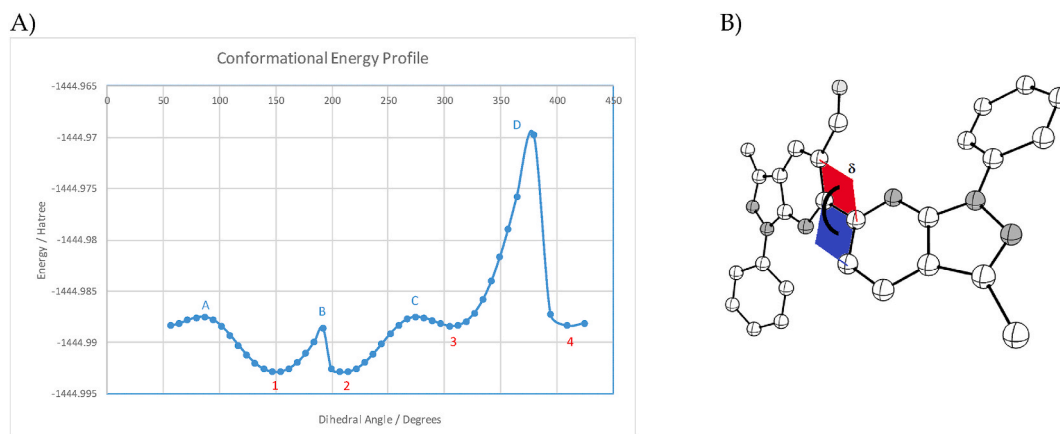 A)
B)
Conformational Energy Profile
-1444.965
0
50
100
150
200
250
300
350
400
450
-1444.97
-1444.975
-1444.98
-1444.985
-1444.99
-1444.995
Energy / Hatree
Dihedral Angle / Degrees
A
B
C
D
1
2
3
4
δ